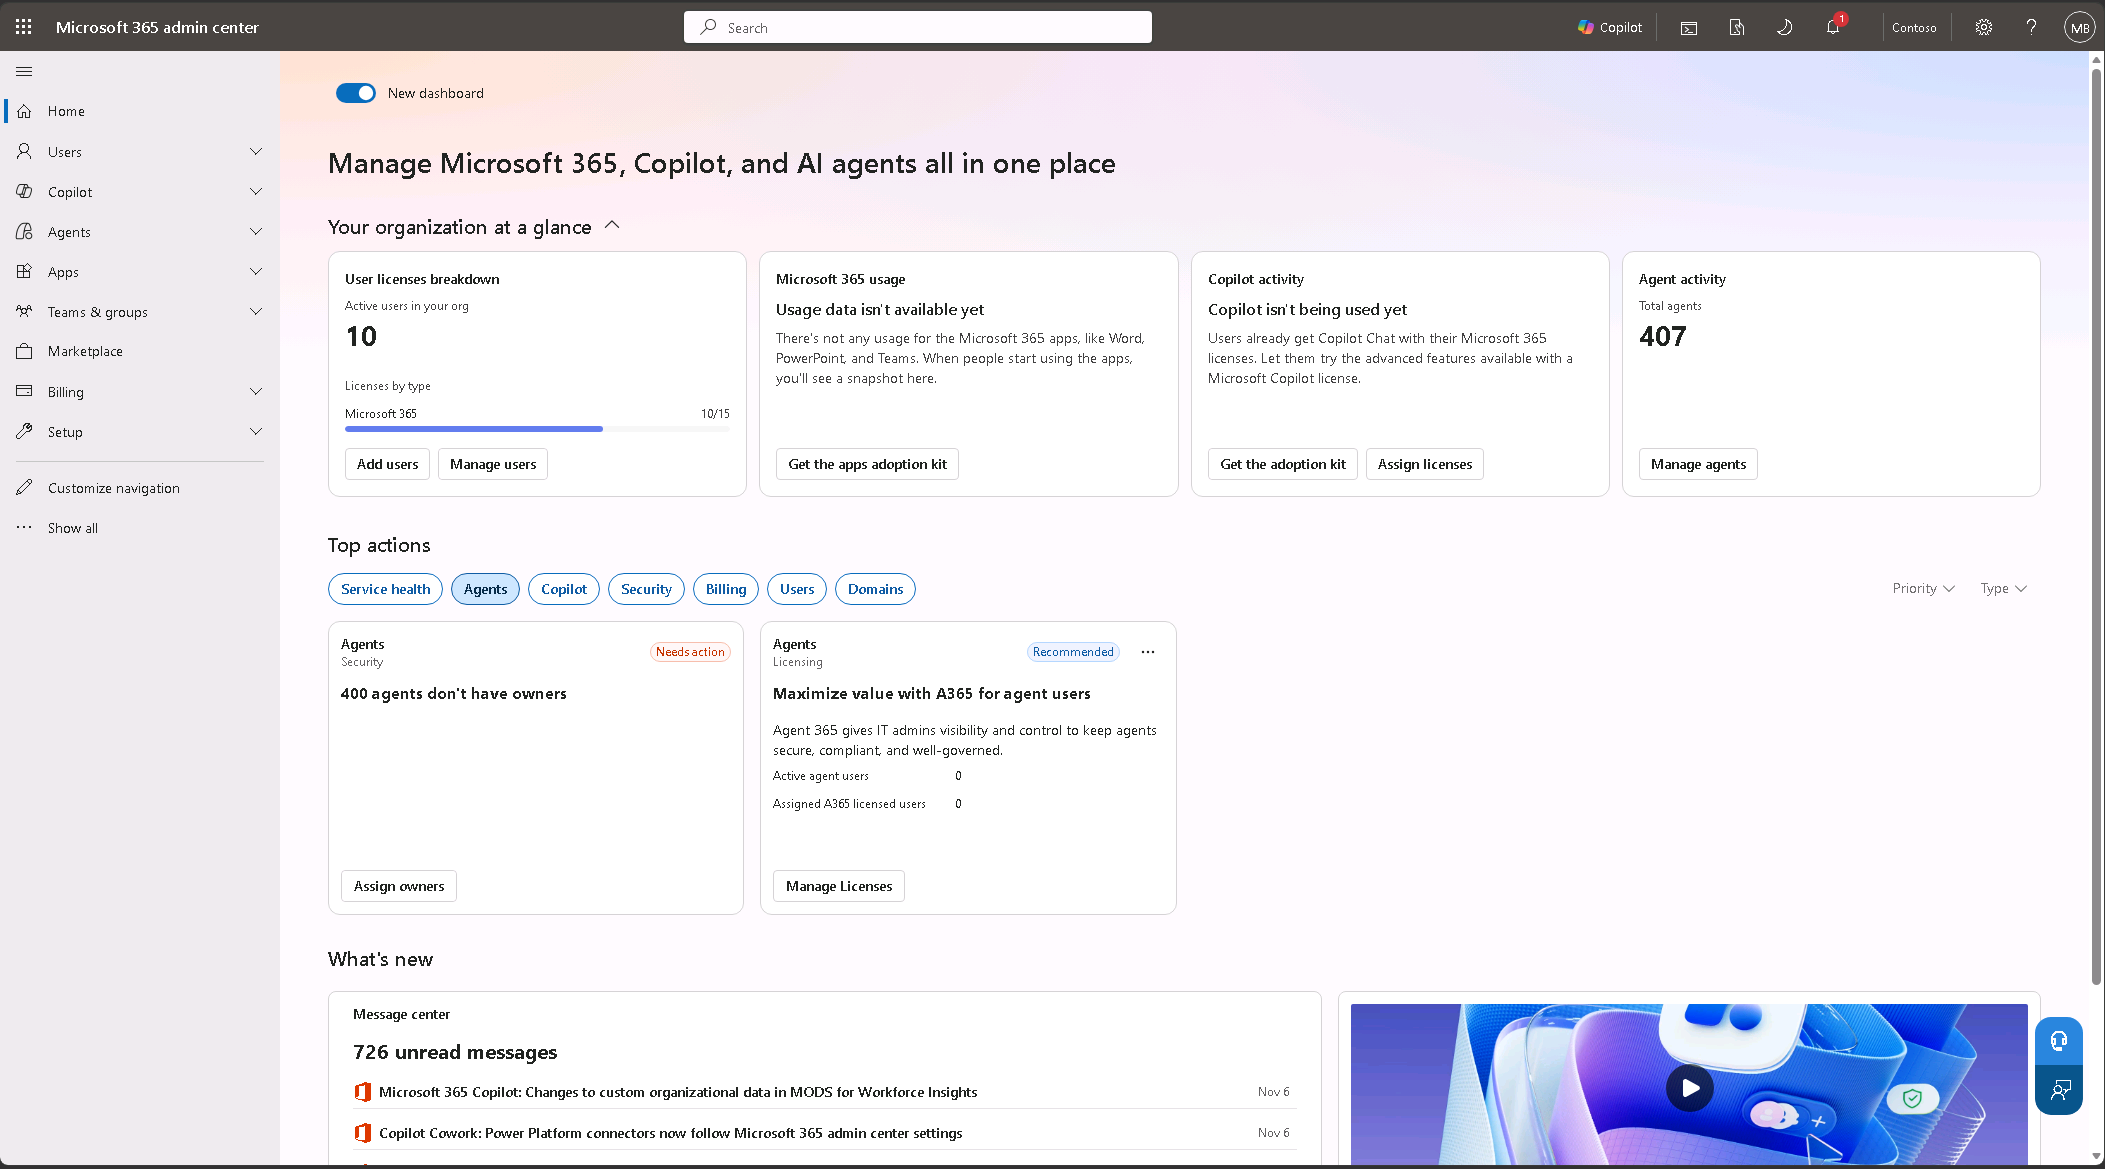 Microsoft 365 admin center
Search
Copilot
1
Contoso
MB
Home
Users
Copilot
Agents
Apps
Teams & groups
Marketplace
Billing
Setup
Customize navigation
Show all
New dashboard
Manage Microsoft 365, Copilot, and AI agents all in one place
Your organization at a glance
User licenses breakdown
Active users in your org
10
Licenses by type
Microsoft 365 10/15
Add users Manage users
Microsoft 365 usage
Usage data isn't available yet
There's not any usage for the Microsoft 365 apps, like Word,
PowerPoint, and Teams. When people start using the apps,
you'll see a snapshot here.
Get the apps adoption kit
Copilot activity
Copilot isn't being used yet
Users already get Copilot Chat with their Microsoft 365
licenses. Let them try the advanced features available with a
Microsoft Copilot license.
Get the adoption kit Assign licenses
Agent activity
Total agents
407
Manage agents
Top actions
Service health Agents Copilot Security Billing Users Domains
Priority Type
Agents
Security
Needs action
400 agents don't have owners
Assign owners
Agents
Licensing
Recommended
Maximize value with A365 for agent users
Agent 365 gives IT admins visibility and control to keep agents
secure, compliant, and well-governed.
Active agent users 0
Assigned A365 licensed users 0
Manage Licenses
What's new
Message center
726 unread messages
Microsoft 365 Copilot: Changes to custom organizational data in MODS for Workforce Insights Nov 6
Copilot Cowork: Power Platform connectors now follow Microsoft 365 admin center settings Nov 6